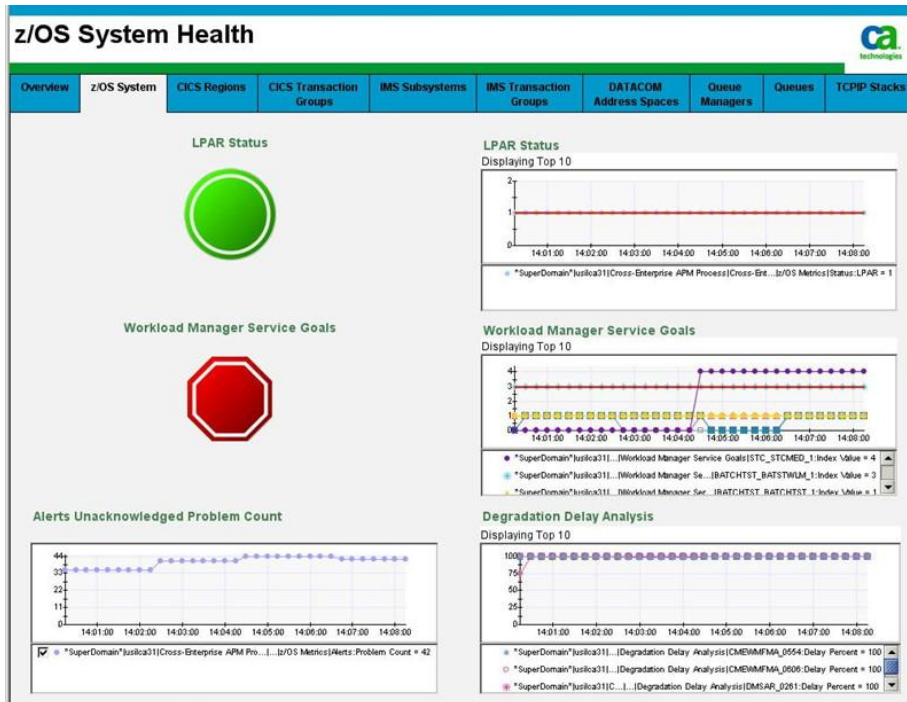 z/OS System Health
ca
technologies
Overview
z/OS System
CICS Regions
CICS Transaction
Groups
IMS Subsystems
IMS Transaction
Groups
DATACOM
Address Spaces
Queue
Managers
Queues
TCPIP Stacks
LPAR Status
LPAR Status
Displaying Top 10
2
1
0
14:01:00 14:02:00 14:03:00 14:04:00 14:05:00 14:06:00 14:07:00 14:08:00
*SuperDomain*|usilca31|Cross-Enterprise APM Process|Cross-Ent...|z/OS Metrics|Status:LPAR = 1
Workload Manager Service Goals
Workload Manager Service Goals
Displaying Top 10
4
3
2
1
0
14:01:00 14:02:00 14:03:00 14:04:00 14:05:00 14:06:00 14:07:00 14:08:00
*SuperDomain*|usilca31|...|Workload Manager Service Goals|STC_STCMED_1:Index Value = 4
*SuperDomain*|usilca31|...|Workload Manager Se...|BATCHTST_BATSTWLM_1:Index Value = 3
*SuperDomain*|usilca31|...|Workload Manager Ser...|BATCHTST_BATCHTST_1:Index Value = 1
Alerts Unacknowledged Problem Count
44
33
22
11
0
14:01:00 14:02:00 14:03:00 14:04:00 14:05:00 14:06:00 14:07:00 14:08:00
*SuperDomain*|usilca31|Cross-Enterprise APM Pro...|...|z/OS Metrics|Alerts:Problem Count = 42
Degradation Delay Analysis
Displaying Top 10
100
75
50
25
0
14:01:00 14:02:00 14:03:00 14:04:00 14:05:00 14:06:00 14:07:00 14:08:00
*SuperDomain*|usilca31|...|Degradation Delay Analysis|CMEWMFMA_0554:Delay Percent = 100
*SuperDomain*|usilca31|...|Degradation Delay Analysis|CMEWMFMA_0606:Delay Percent = 100
*SuperDomain*|usilca31|C...|...|Degradation Delay Analysis|DMSAR_0261:Delay Percent = 100